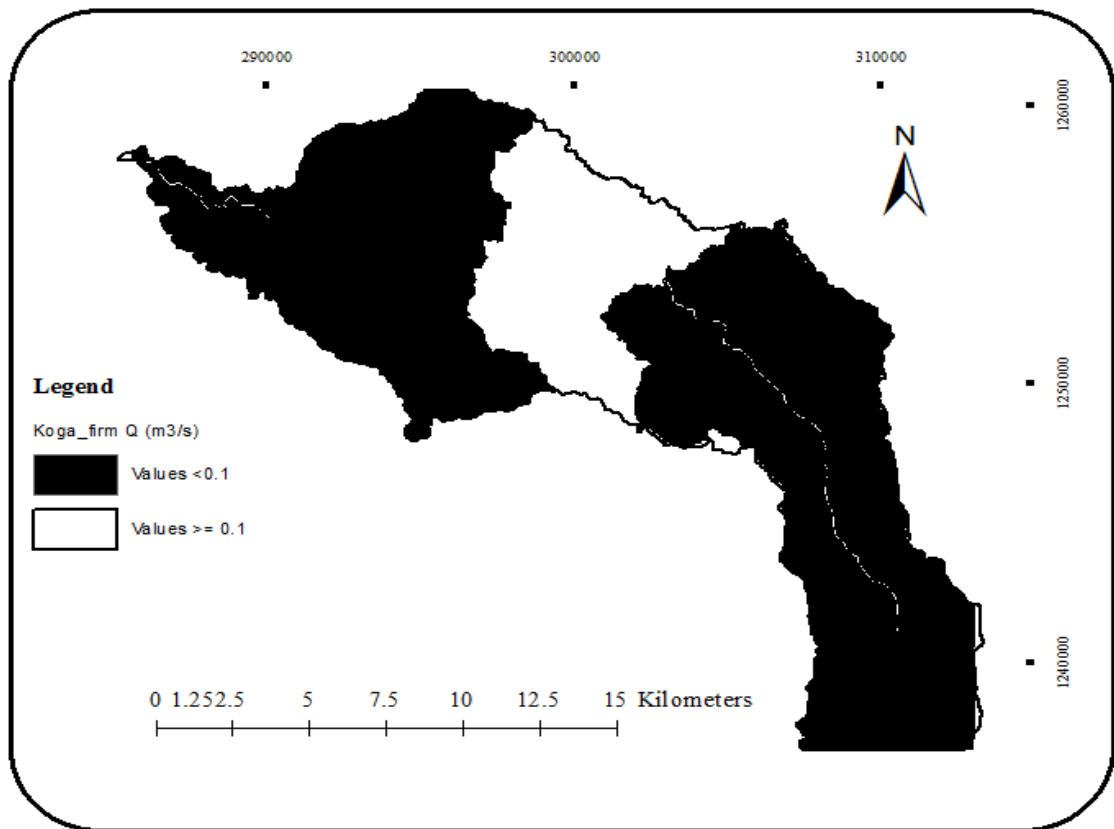 290000 300000 310000
1260000
N
1250000
Legend
Koga_firm Q (m3/s)
Values <0.1
Values >= 0.1
1240000
0 1.252.5 5 7.5 10 12.5 15 Kilometers